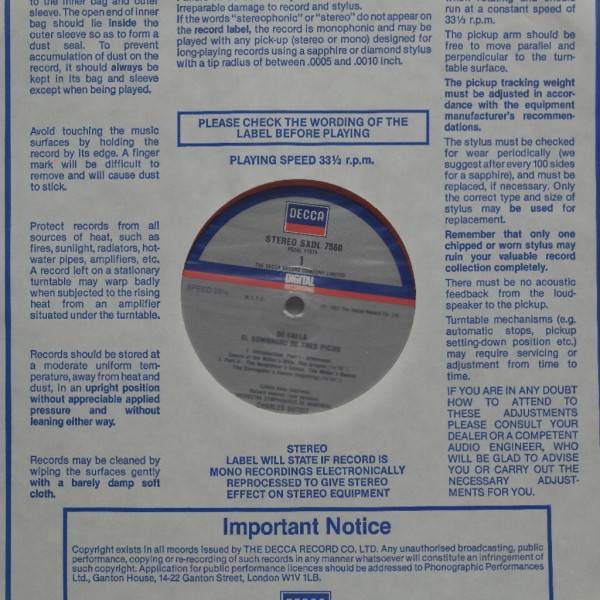 to the inner bag and outer
sleeve. The open end of inner
bag should lie inside the
outer sleeve so as to form a
dust seal. To prevent
accumulation of dust on the
record, it should always be
kept in its bag and sleeve
except when being played.
Avoid touching the music
surfaces by holding the
record by its edge. A finger
mark will be difficult to
remove and will cause dust
to stick.
Protect records from all
sources of heat, such as
fires, sunlight, radiators, hot-
water pipes, amplifiers, etc.
A record left on a stationary
turntable may warp badly
when subjected to the rising
heat from an amplifier
situated under the turntable.
Records should be stored at
a moderate uniform tem-
perature, away from heat and
dust, in an upright position
without appreciable applied
pressure and without
leaning either way.
Records may be cleaned by
wiping the surfaces gently
with a barely damp soft
cloth.
irreparable damage to record and stylus.
If the words "stereophonic" or "stereo" do not appear on
the record label, the record is monophonic and may be
played with any pick-up (stereo or mono) designed for
long-playing records using a sapphire or diamond stylus
with a tip radius of between .0005 and .0010 inch.
PLEASE CHECK THE WORDING OF THE
LABEL BEFORE PLAYING
PLAYING SPEED 33⅓ r.p.m.
DECCA
STEREO SXDL 7560
1
THE DECCA RECORD COMPANY LIMITED
DIGITAL
RECORDING
SPEED 33⅓
DE FALLA
EL SOMBRERO DE TRES PICOS
CHARLES DUTOIT
STEREO
LABEL WILL STATE IF RECORD IS
MONO RECORDINGS ELECTRONICALLY
REPROCESSED TO GIVE STEREO
EFFECT ON STEREO EQUIPMENT
run at a constant speed of
33⅓ r.p.m.
The pickup arm should be
free to move parallel and
perpendicular to the turn-
table surface.
The pickup tracking weight
must be adjusted in accor-
dance with the equipment
manufacturer's recommen-
dations.
The stylus must be checked
for wear periodically (we
suggest after every 100 sides
for a sapphire), and must be
replaced, if necessary. Only
the correct type and size of
stylus may be used for
replacement.
Remember that only one
chipped or worn stylus may
ruin your valuable record
collection completely.
There must be no acoustic
feedback from the loud-
speaker to the pickup.
Turntable mechanisms (e.g.
automatic stops, pickup
setting-down position etc.)
may require servicing or
adjustment from time to
time.
IF YOU ARE IN ANY DOUBT
HOW TO ATTEND TO
THESE ADJUSTMENTS
PLEASE CONSULT YOUR
DEALER OR A COMPETENT
AUDIO ENGINEER, WHO
WILL BE GLAD TO ADVISE
YOU OR CARRY OUT THE
NECESSARY ADJUST-
MENTS FOR YOU.
Important Notice
Copyright exists in all records issued by THE DECCA RECORD CO. LTD. Any unauthorised broadcasting, public
performance, copying or re-recording of such records in any manner whatsoever will constitute an infringement of
such copyright. Application for public performance licences should be addressed to Phonographic Performances
Ltd., Ganton House, 14-22 Ganton Street, London W1V 1LB.
DECCA